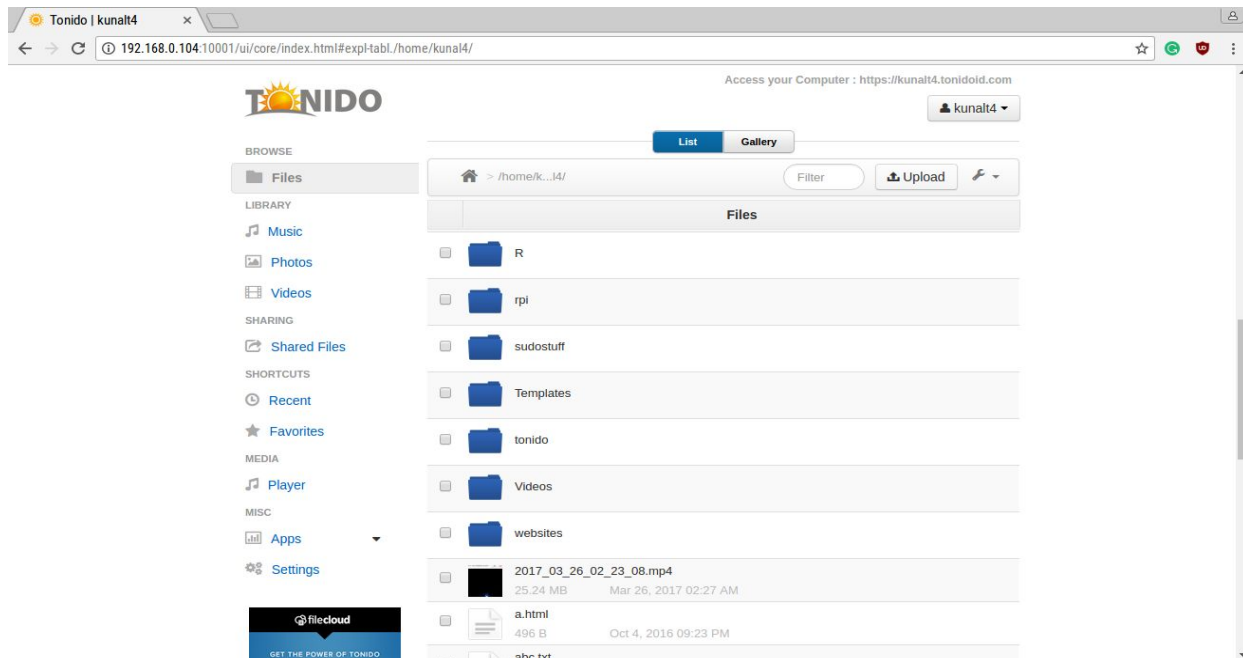 Tonido | kunalt4
192.168.0.104:10001/ui/core/index.html#expl-tabl./home/kunal4/
TONIDO
Access your Computer : https://kunalt4.tonidoid.com
kunalt4
List Gallery
BROWSE
Files
LIBRARY
Music
Photos
Videos
SHARING
Shared Files
SHORTCUTS
Recent
Favorites
MEDIA
Player
MISC
Apps
Settings
filecloud
GET THE POWER OF TONIDO
> /home/k...l4/ Filter Upload
Files
R
rpi
sudostuff
Templates
tonido
Videos
websites
2017_03_26_02_23_08.mp4
25.24 MB Mar 26, 2017 02:27 AM
a.html
496 B Oct 4, 2016 09:23 PM
abc.txt